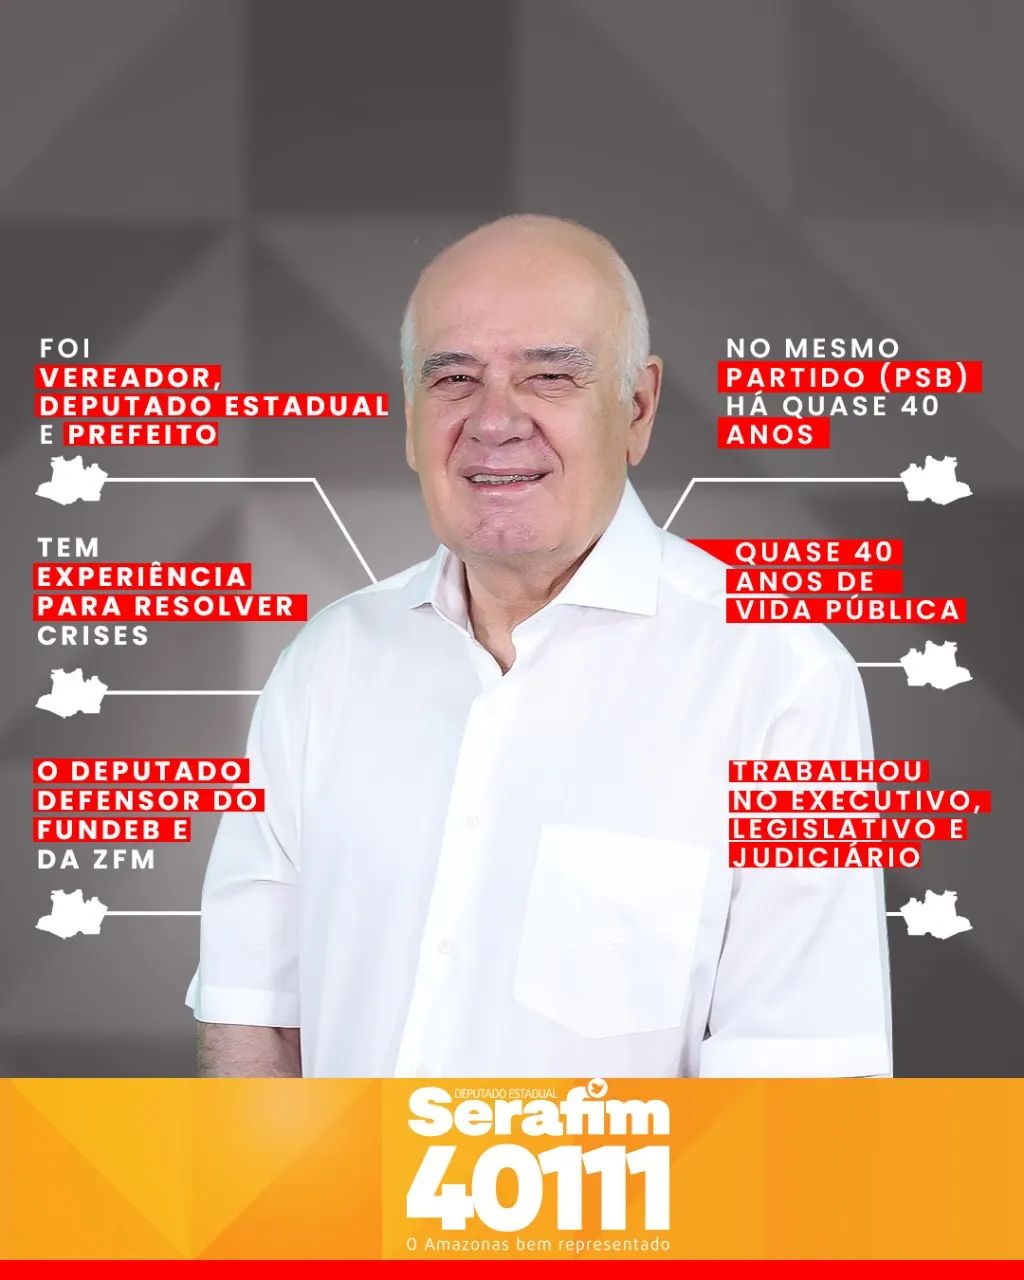 FOI
VEREADOR,
DEPUTADO ESTADUAL
E PREFEITO
TEM
EXPERIÊNCIA
PARA RESOLVER
CRISES
O DEPUTADO
DEFENSOR DO
FUNDEB E
DA ZFM
NO MESMO
PARTIDO (PSB)
HÁ QUASE 40
ANOS
QUASE 40
ANOS DE
VIDA PÚBLICA
TRABALHOU
NO EXECUTIVO,
LEGISLATIVO E
JUDICIÁRIO
DEPUTADO ESTADUAL
Serafim
40111
O Amazonas bem representado